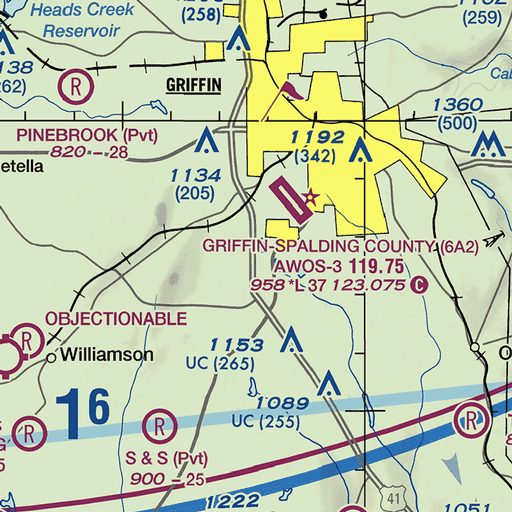 Heads Creek
Reservoir
(258)
(259)
138
262)
R
GRIFFIN
Cab
PINEBROOK (Pvt)
820 – 28
1192
(342)
1360
(500)
etella
1134
(205)
GRIFFIN-SPALDING COUNTY (6A2)
AWOS-3 119.75
958 *L 37 123.075 C
OBJECTIONABLE
R
Williamson
1153
UC (265)
O
16
1089
UC (255)
R
R
R
S & S (Pvt)
900 – 25
1222
41
1051